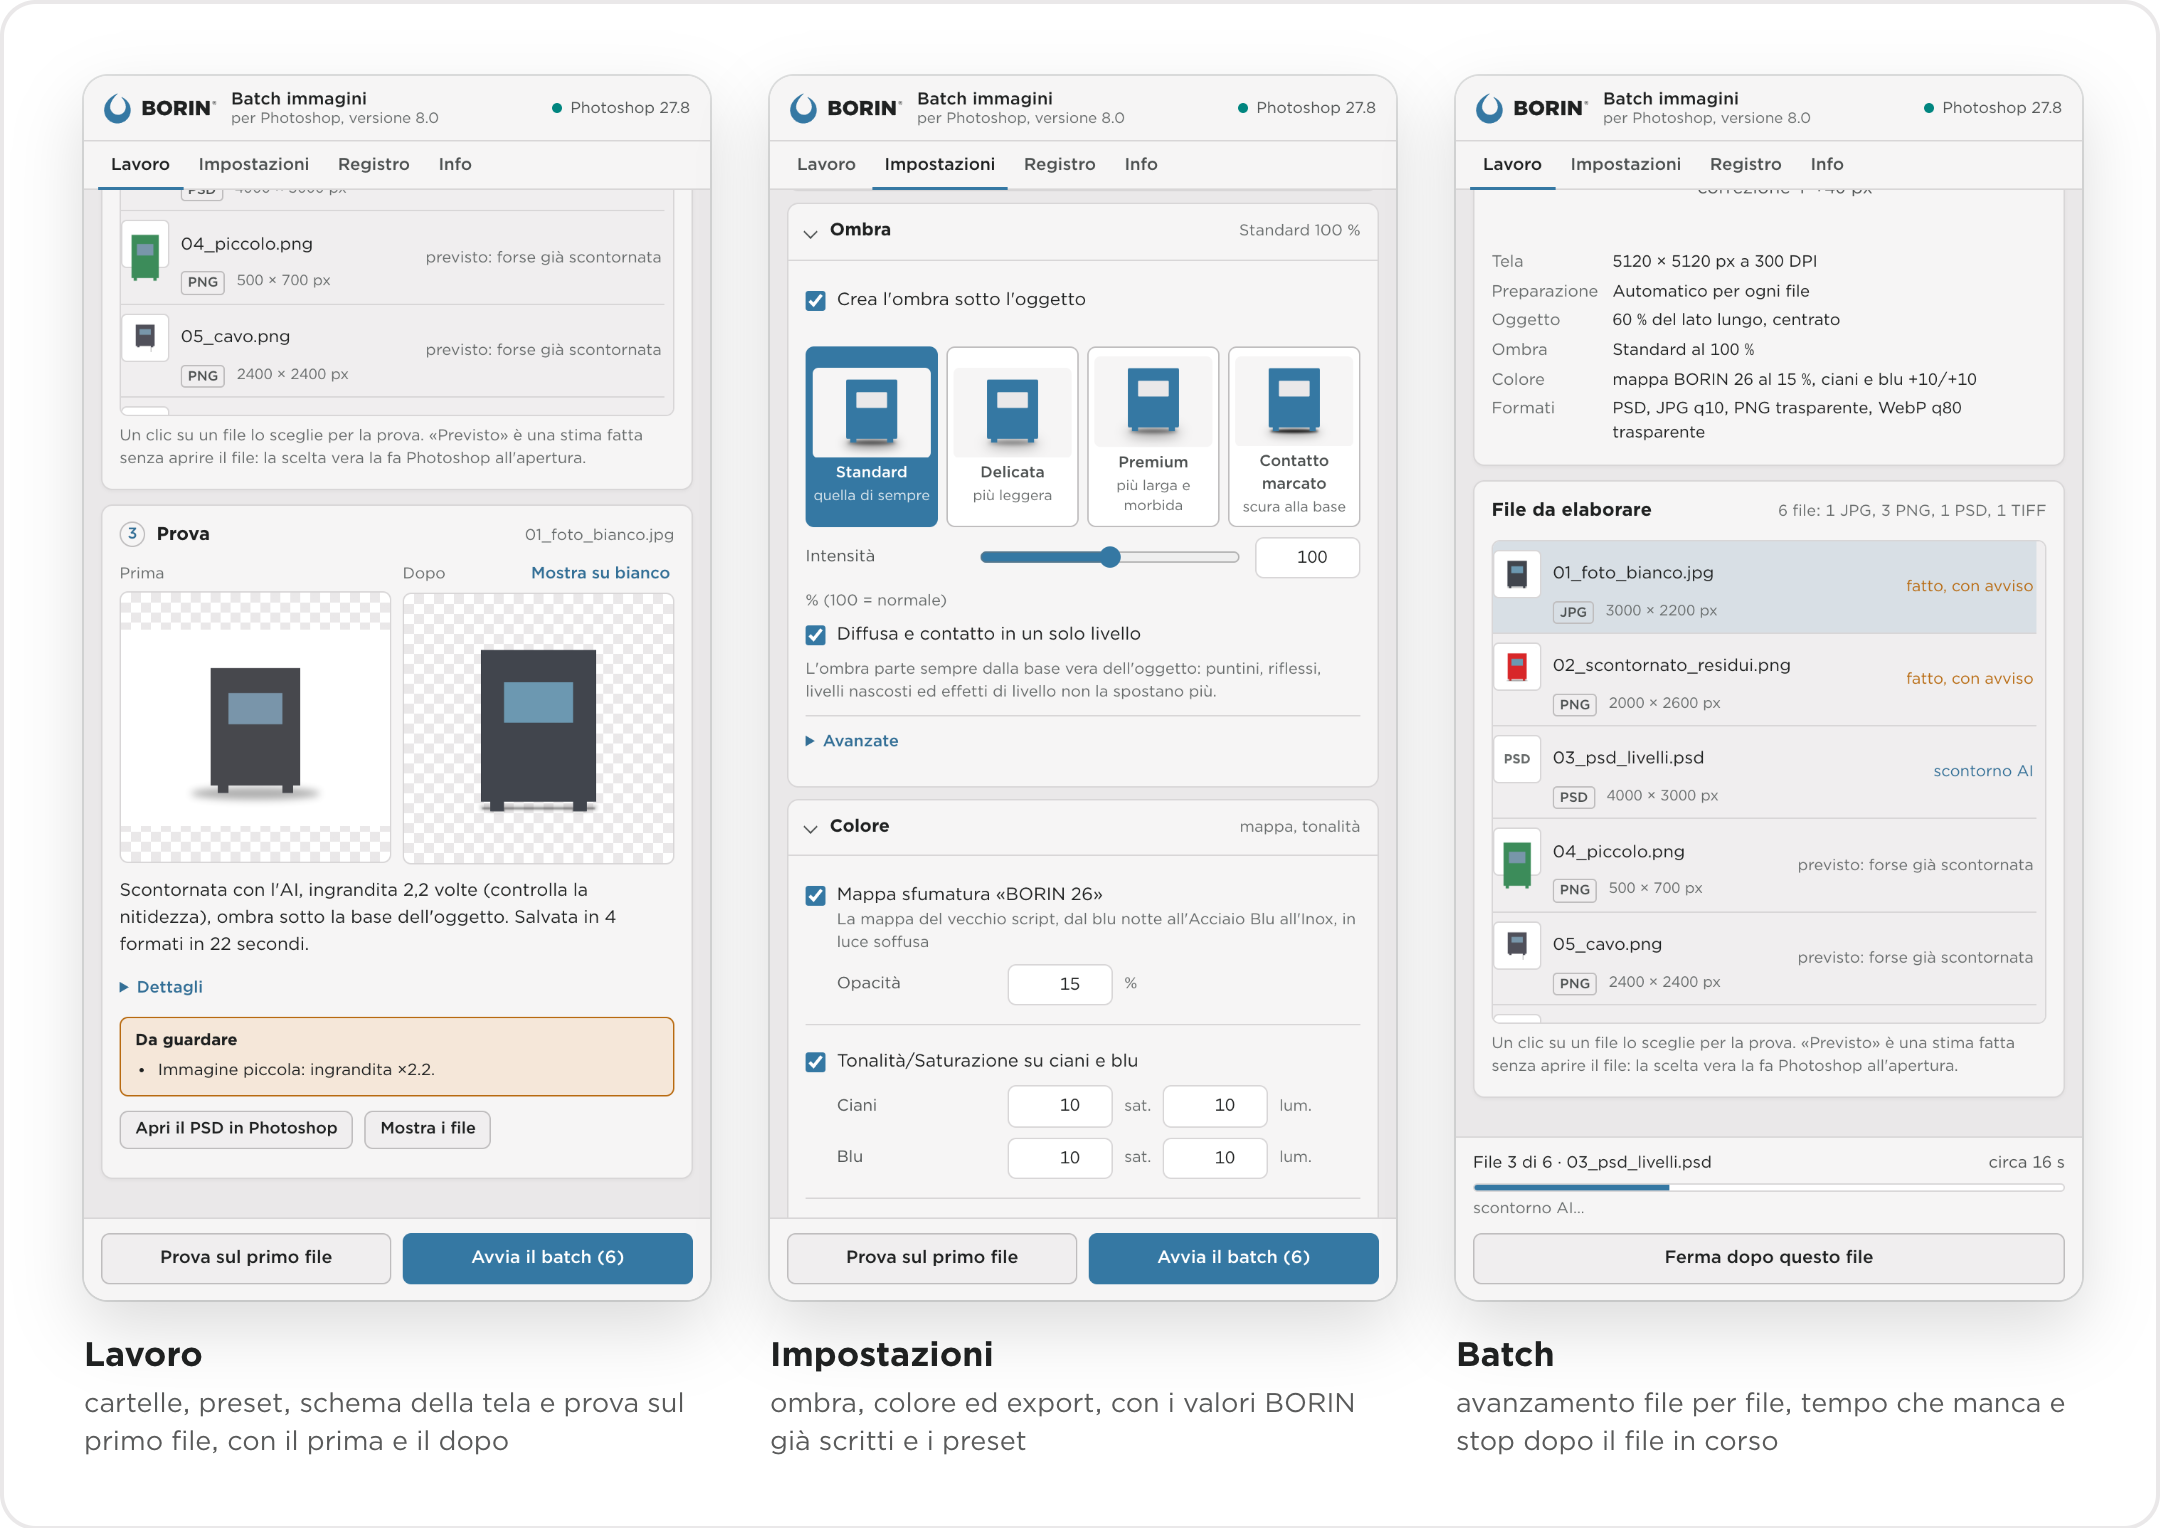 BORIN
Batch immagini
per Photoshop, versione 8.0
Photoshop 27.8
Lavoro
Impostazioni
Registro
Info
04_piccolo.png
PNG
500 × 700 px
previsto: forse già scontornata
05_cavo.png
PNG
2400 × 2400 px
previsto: forse già scontornata
Un clic su un file lo sceglie per la prova. «Previsto» è una stima fatta
senza aprire il file: la scelta vera la fa Photoshop all'apertura.
3
Prova
01_foto_bianco.jpg
Prima
Dopo
Mostra su bianco
Scontornata con l'AI, ingrandita 2,2 volte (controlla la
nitidezza), ombra sotto la base dell'oggetto. Salvata in 4
formati in 22 secondi.
Dettagli
Da guardare
• Immagine piccola: ingrandita ×2.2.
Apri il PSD in Photoshop
Mostra i file
Prova sul primo file
Avvia il batch (6)
Lavoro
cartelle, preset, schema della tela e prova sul
primo file, con il prima e il dopo
BORIN
Batch immagini
per Photoshop, versione 8.0
Photoshop 27.8
Lavoro
Impostazioni
Registro
Info
Ombra
Standard 100 %
Crea l'ombra sotto l'oggetto
Standard
quella di sempre
Delicata
più leggera
Premium
più larga e
morbida
Contatto
marcato
scura alla base
Intensità
100
% (100 = normale)
Diffusa e contatto in un solo livello
L'ombra parte sempre dalla base vera dell'oggetto: puntini, riflessi,
livelli nascosti ed effetti di livello non la spostano più.
Avanzate
Colore
mappa, tonalità
Mappa sfumatura «BORIN 26»
La mappa del vecchio script, dal blu notte all'Acciaio Blu all'Inox, in
luce soffusa
Opacità
15
%
Tonalità/Saturazione su ciani e blu
Ciani
10
sat.
10
lum.
Blu
10
sat.
10
lum.
Prova sul primo file
Avvia il batch (6)
Impostazioni
ombra, colore ed export, con i valori BORIN
già scritti e i preset
BORIN
Batch immagini
per Photoshop, versione 8.0
Photoshop 27.8
Lavoro
Impostazioni
Registro
Info
Tela
5120 × 5120 px a 300 DPI
Preparazione
Automatico per ogni file
Oggetto
60 % del lato lungo, centrato
Ombra
Standard al 100 %
Colore
mappa BORIN 26 al 15 %, ciani e blu +10/+10
Formati
PSD, JPG q10, PNG trasparente, WebP q80
trasparente
File da elaborare
6 file: 1 JPG, 3 PNG, 1 PSD, 1 TIFF
01_foto_bianco.jpg
JPG
3000 × 2200 px
fatto, con avviso
02_scontornato_residui.png
PNG
2000 × 2600 px
fatto, con avviso
PSD
03_psd_livelli.psd
PSD
4000 × 3000 px
scontorno AI
04_piccolo.png
PNG
500 × 700 px
previsto: forse già scontornata
05_cavo.png
PNG
2400 × 2400 px
previsto: forse già scontornata
Un clic su un file lo sceglie per la prova. «Previsto» è una stima fatta
senza aprire il file: la scelta vera la fa Photoshop all'apertura.
File 3 di 6 · 03_psd_livelli.psd
circa 16 s
scontorno AI...
Ferma dopo questo file
Batch
avanzamento file per file, tempo che manca e
stop dopo il file in corso